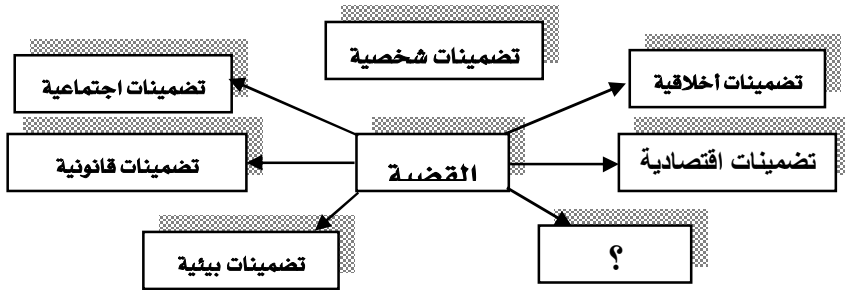 تضمينات شخصية
تضمينات أخلاقية
تضمينات اجتماعية
تضمينات اقتصادية
القضية
تضمينات قانونية
؟
تضمينات بيئية